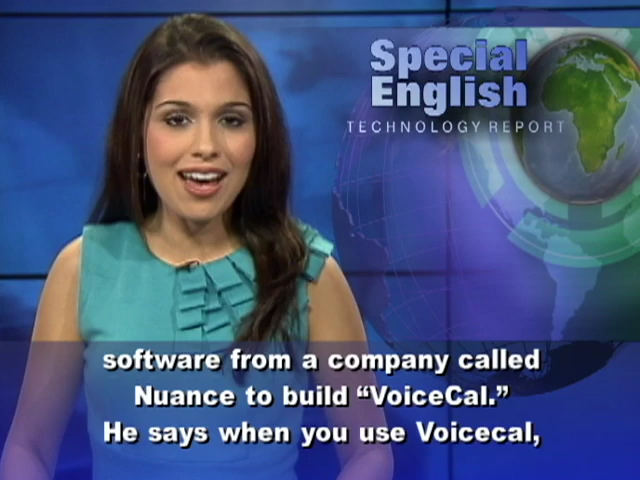 Special
English
TECHNOLOGY REPORT
software from a company called
Nuance to build “VoiceCal.”
He says when you use Voicecal,